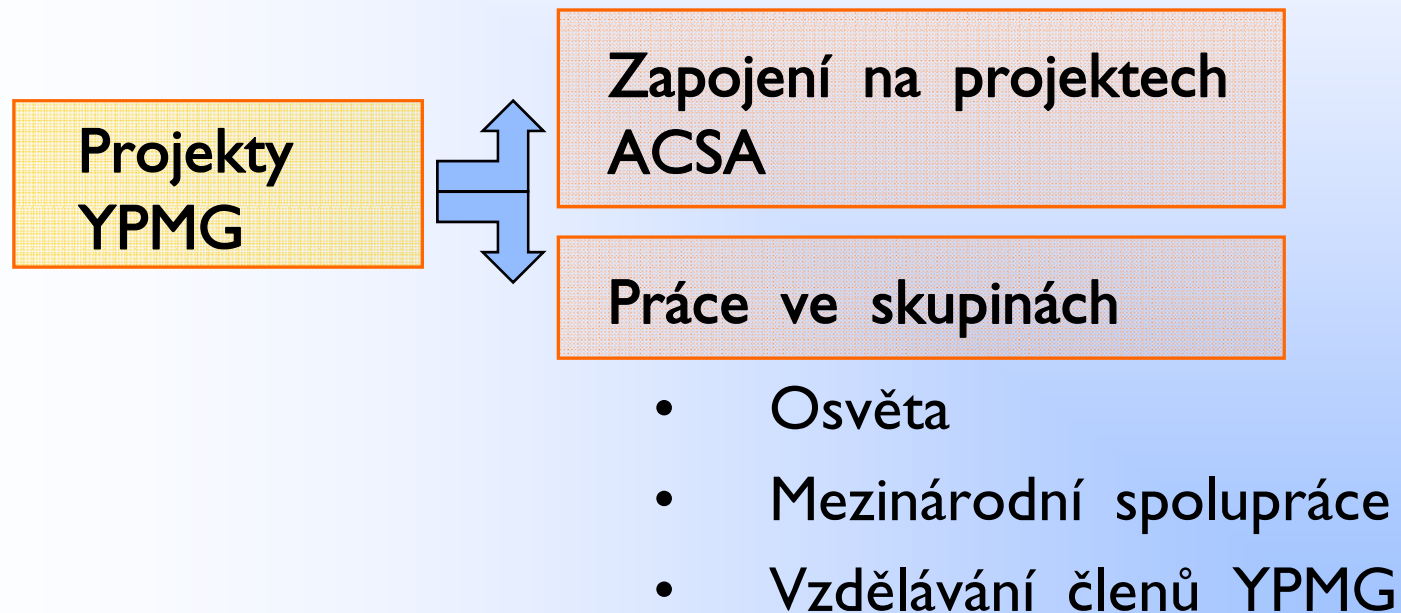 Projekty
YPMG
Zapojení na projektech
ACSA
Práce ve skupinách
• Osvěta
• Mezinárodní spolupráce
• Vzdělávání členů YPMG